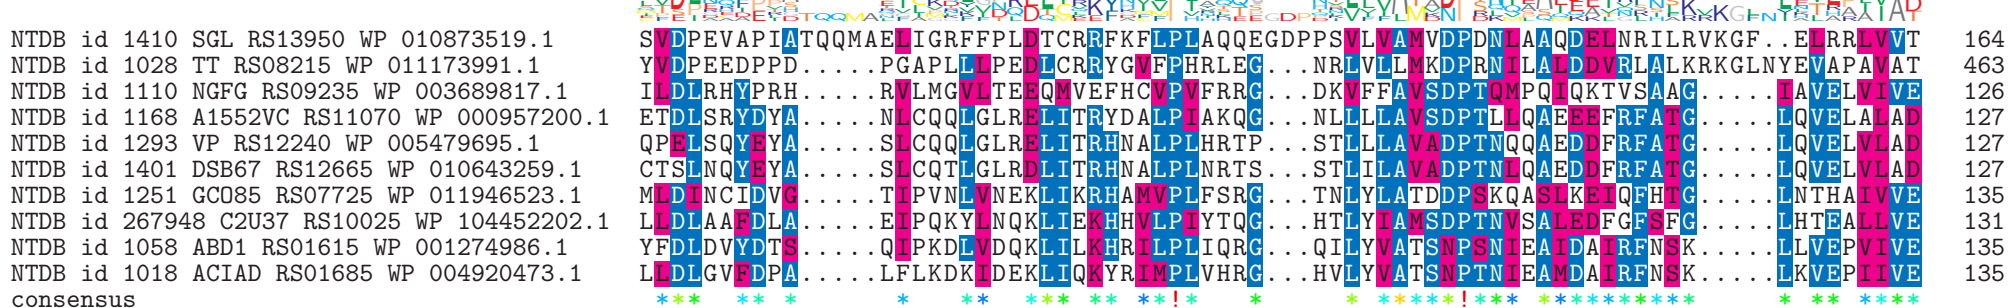 NTDB id 1410 SGL RS13950 WP 010873519.1 SVDPEVAPIATQQMAELIGRFFPLDTCRRFKFLPLAQQEGDPPSVLVAMVDPDNLAAQDELNRILRVKGF..ELRRLVVT 164
NTDB id 1028 TT RS08215 WP 011173991.1 YVDPEEDPPD.....PGAPLLLPEDLCRRYGVFPHRLEG...NRLVLLMKDPRNILALDDVRLALKRKGLNYEVAPAVAT 463
NTDB id 1110 NGFG RS09235 WP 003689817.1 ILDLRHYPRH.....RVLMGVLTEEQMVEFHCVPVFRRG...DKVFFAVSDPTQMPQIQKTVSAAG.....IAVELVIVE 126
NTDB id 1168 A1552VC RS11070 WP 000957200.1 ETDLSRYDYA.....NLCQQLGLRELITRYDALPIAKQG...NLLLLAVSDPTLLQAEEEFRFATG.....LQVELALAD 127
NTDB id 1293 VP RS12240 WP 005479695.1 QPELSQYEYA.....SLCQQLGLRELITRHNALPLHRTP...STLLLAVADPTNQQAEDDFRFATG.....LQVELVLAD 127
NTDB id 1401 DSB67 RS12665 WP 010643259.1 CTSLNQYEYA.....SLCQTLGLRDLITRHNALPLNRTS...STLILAVADPTNLQAEDDFRFATG.....LQVELVLAD 127
NTDB id 1251 GCO85 RS07725 WP 011946523.1 MLDINCIDVG.....TIPVNLVNEKLIKRHAMVPLFSRG...TNLYLATDDPSKQASLKEIQFHTG.....LNTHAIVVE 135
NTDB id 267948 C2U37 RS10025 WP 104452202.1 LLDLAAFDLA.....EIPQKYLNQKLIEKHHVLPIYTQG...HTLYIAMSDPTNVSALEDFGFSFG.....LHTEALLVE 131
NTDB id 1058 ABD1 RS01615 WP 001274986.1 YFDLDVYDTS.....QIPKDLVDQKLILKHRILPLIQRG...QILYVATSNPSNIEAIDAIRFNSK.....LLVEPVIVE 135
NTDB id 1018 ACIAD RS01685 WP 004920473.1 LLDLGVFDPA.....LFLKDKIDEKLIQKYRIMPLVHRG...HVLYVATSNPTNIEAMDAIRFNSK.....LKVEPIIVE 135
consensus *** ** * * ** **** ** **!* * * *****!**** ********* * ** ****